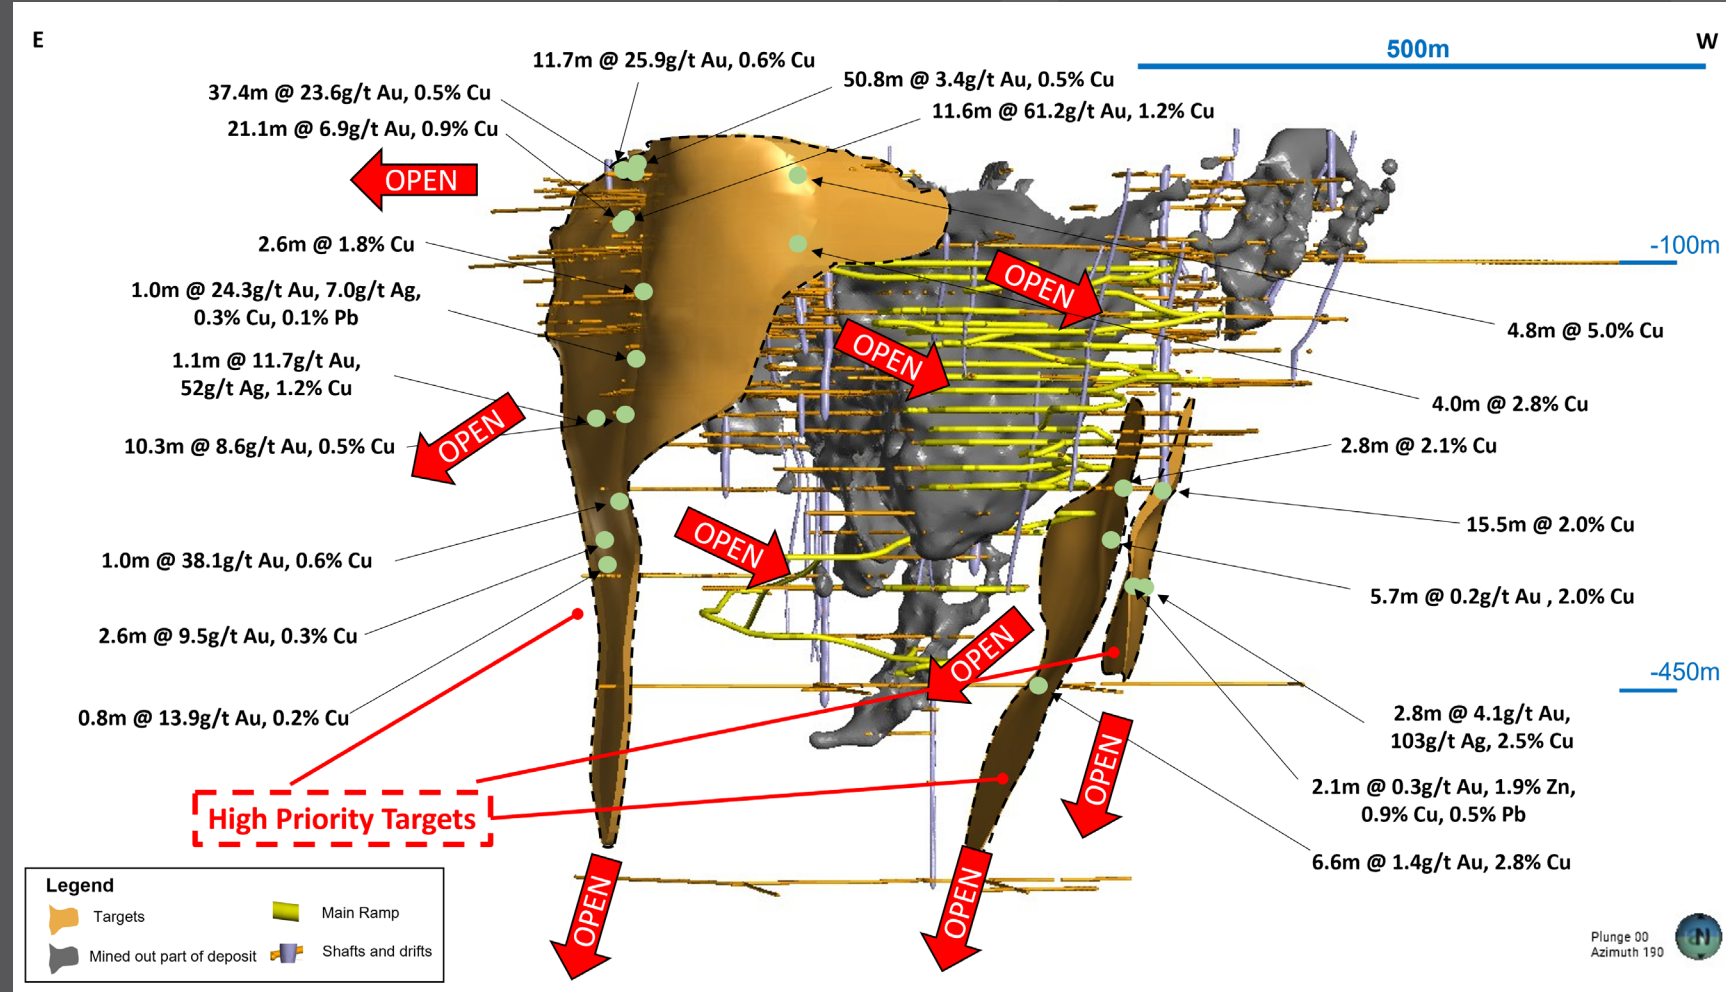 E
500m
W
11.7m @ 25.9g/t Au, 0.6% Cu
50.8m @ 3.4g/t Au, 0.5% Cu
37.4m @ 23.6g/t Au, 0.5% Cu
11.6m @ 61.2g/t Au, 1.2% Cu
21.1m @ 6.9g/t Au, 0.9% Cu
OPEN
2.6m @ 1.8% Cu
-100m
OPEN
1.0m @ 24.3g/t Au, 7.0g/t Ag,
0.3% Cu, 0.1% Pb
4.8m @ 5.0% Cu
OPEN
1.1m @ 11.7g/t Au,
52g/t Ag, 1.2% Cu
4.0m @ 2.8% Cu
OPEN
10.3m @ 8.6g/t Au, 0.5% Cu
2.8m @ 2.1% Cu
15.5m @ 2.0% Cu
OPEN
1.0m @ 38.1g/t Au, 0.6% Cu
5.7m @ 0.2g/t Au , 2.0% Cu
2.6m @ 9.5g/t Au, 0.3% Cu
OPEN
-450m
0.8m @ 13.9g/t Au, 0.2% Cu
2.8m @ 4.1g/t Au,
103g/t Ag, 2.5% Cu
OPEN
2.1m @ 0.3g/t Au, 1.9% Zn,
0.9% Cu, 0.5% Pb
High Priority Targets
6.6m @ 1.4g/t Au, 2.8% Cu
OPEN
OPEN
Legend
Targets
Main Ramp
Mined out part of deposit
Shafts and drifts
Plunge 00
Azimuth 190
N